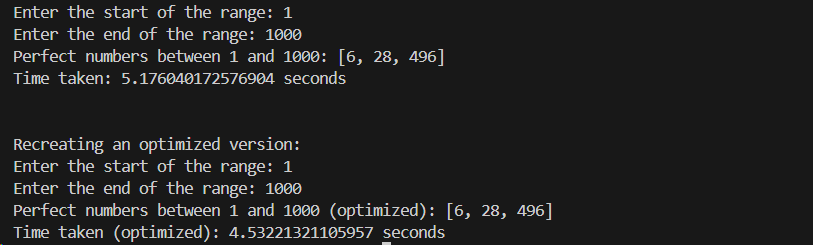 Enter the start of the range: 1
Enter the end of the range: 1000
Perfect numbers between 1 and 1000: [6, 28, 496]
Time taken: 5.176040172576904 seconds
Recreating an optimized version:
Enter the start of the range: 1
Enter the end of the range: 1000
Perfect numbers between 1 and 1000 (optimized): [6, 28, 496]
Time taken (optimized): 4.53221321105957 seconds